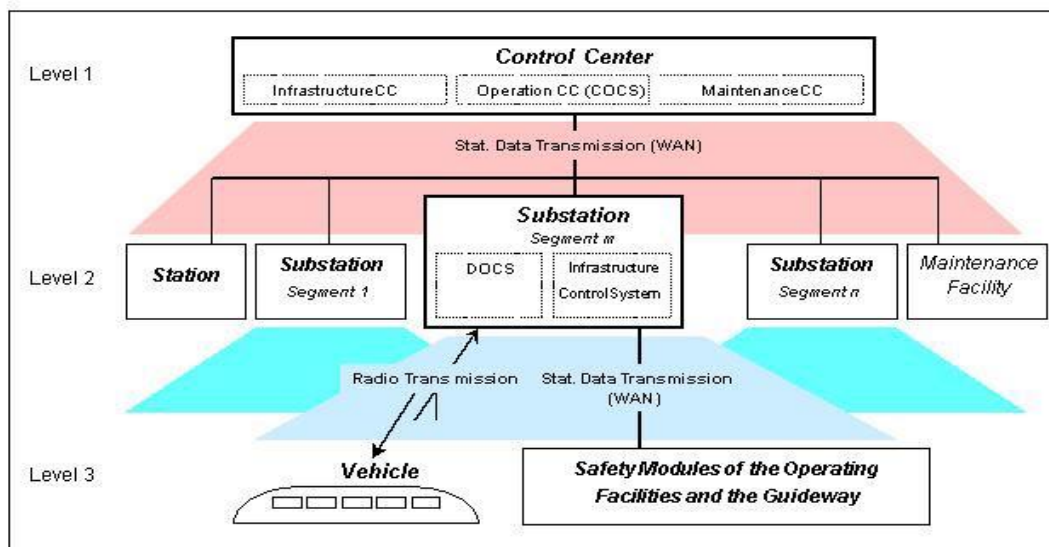 Level 1
Control Center
InfrastructureCC
Operation CC (COCS)
MaintenanceCC
Stat. Data Transmission (WAN)
Level 2
Station
Substation
Segment 1
Substation
Segment m
DOCS
Infrastructure
ControlSystem
Substation
Segment n
Maintenance
Facility
Radio Transmission
Stat. Data Transmission
(WAN)
Level 3
Vehicle
Safety Modules of the Operating
Facilities and the Guideway